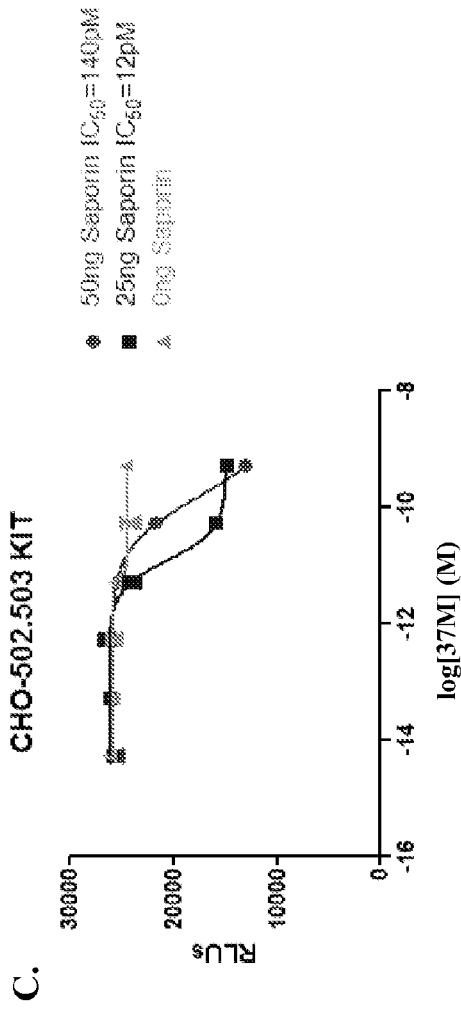 C.
CHO-502.503 KIT
RLUs
30000
20000
10000
0
-16
-14
-12
-10
-8
log[37M] (M)
50ng Saporin IC50=140pM
25ng Saporin IC50=12pM
0ng Saporin